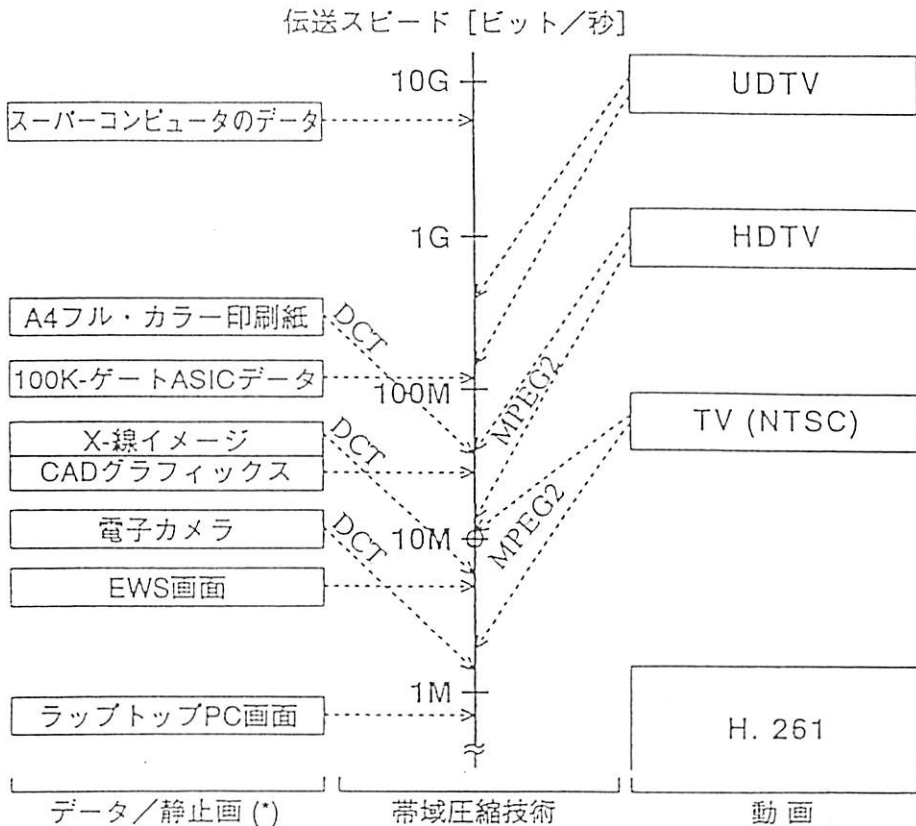 伝送スピード [ビット／秒]
10G
1G
100M
10M
1M
スーパーコンピュータのデータ
A4フル・カラー印刷紙
100K-ゲートASICデータ
X-線イメージ
CADグラフィックス
電子カメラ
EWS画面
ラップトップPC画面
DCT
DCT
DCT
MPEG2
MPEG2
UDTV
HDTV
TV (NTSC)
H. 261
データ／静止画 (*)
帯域圧縮技術
動 画